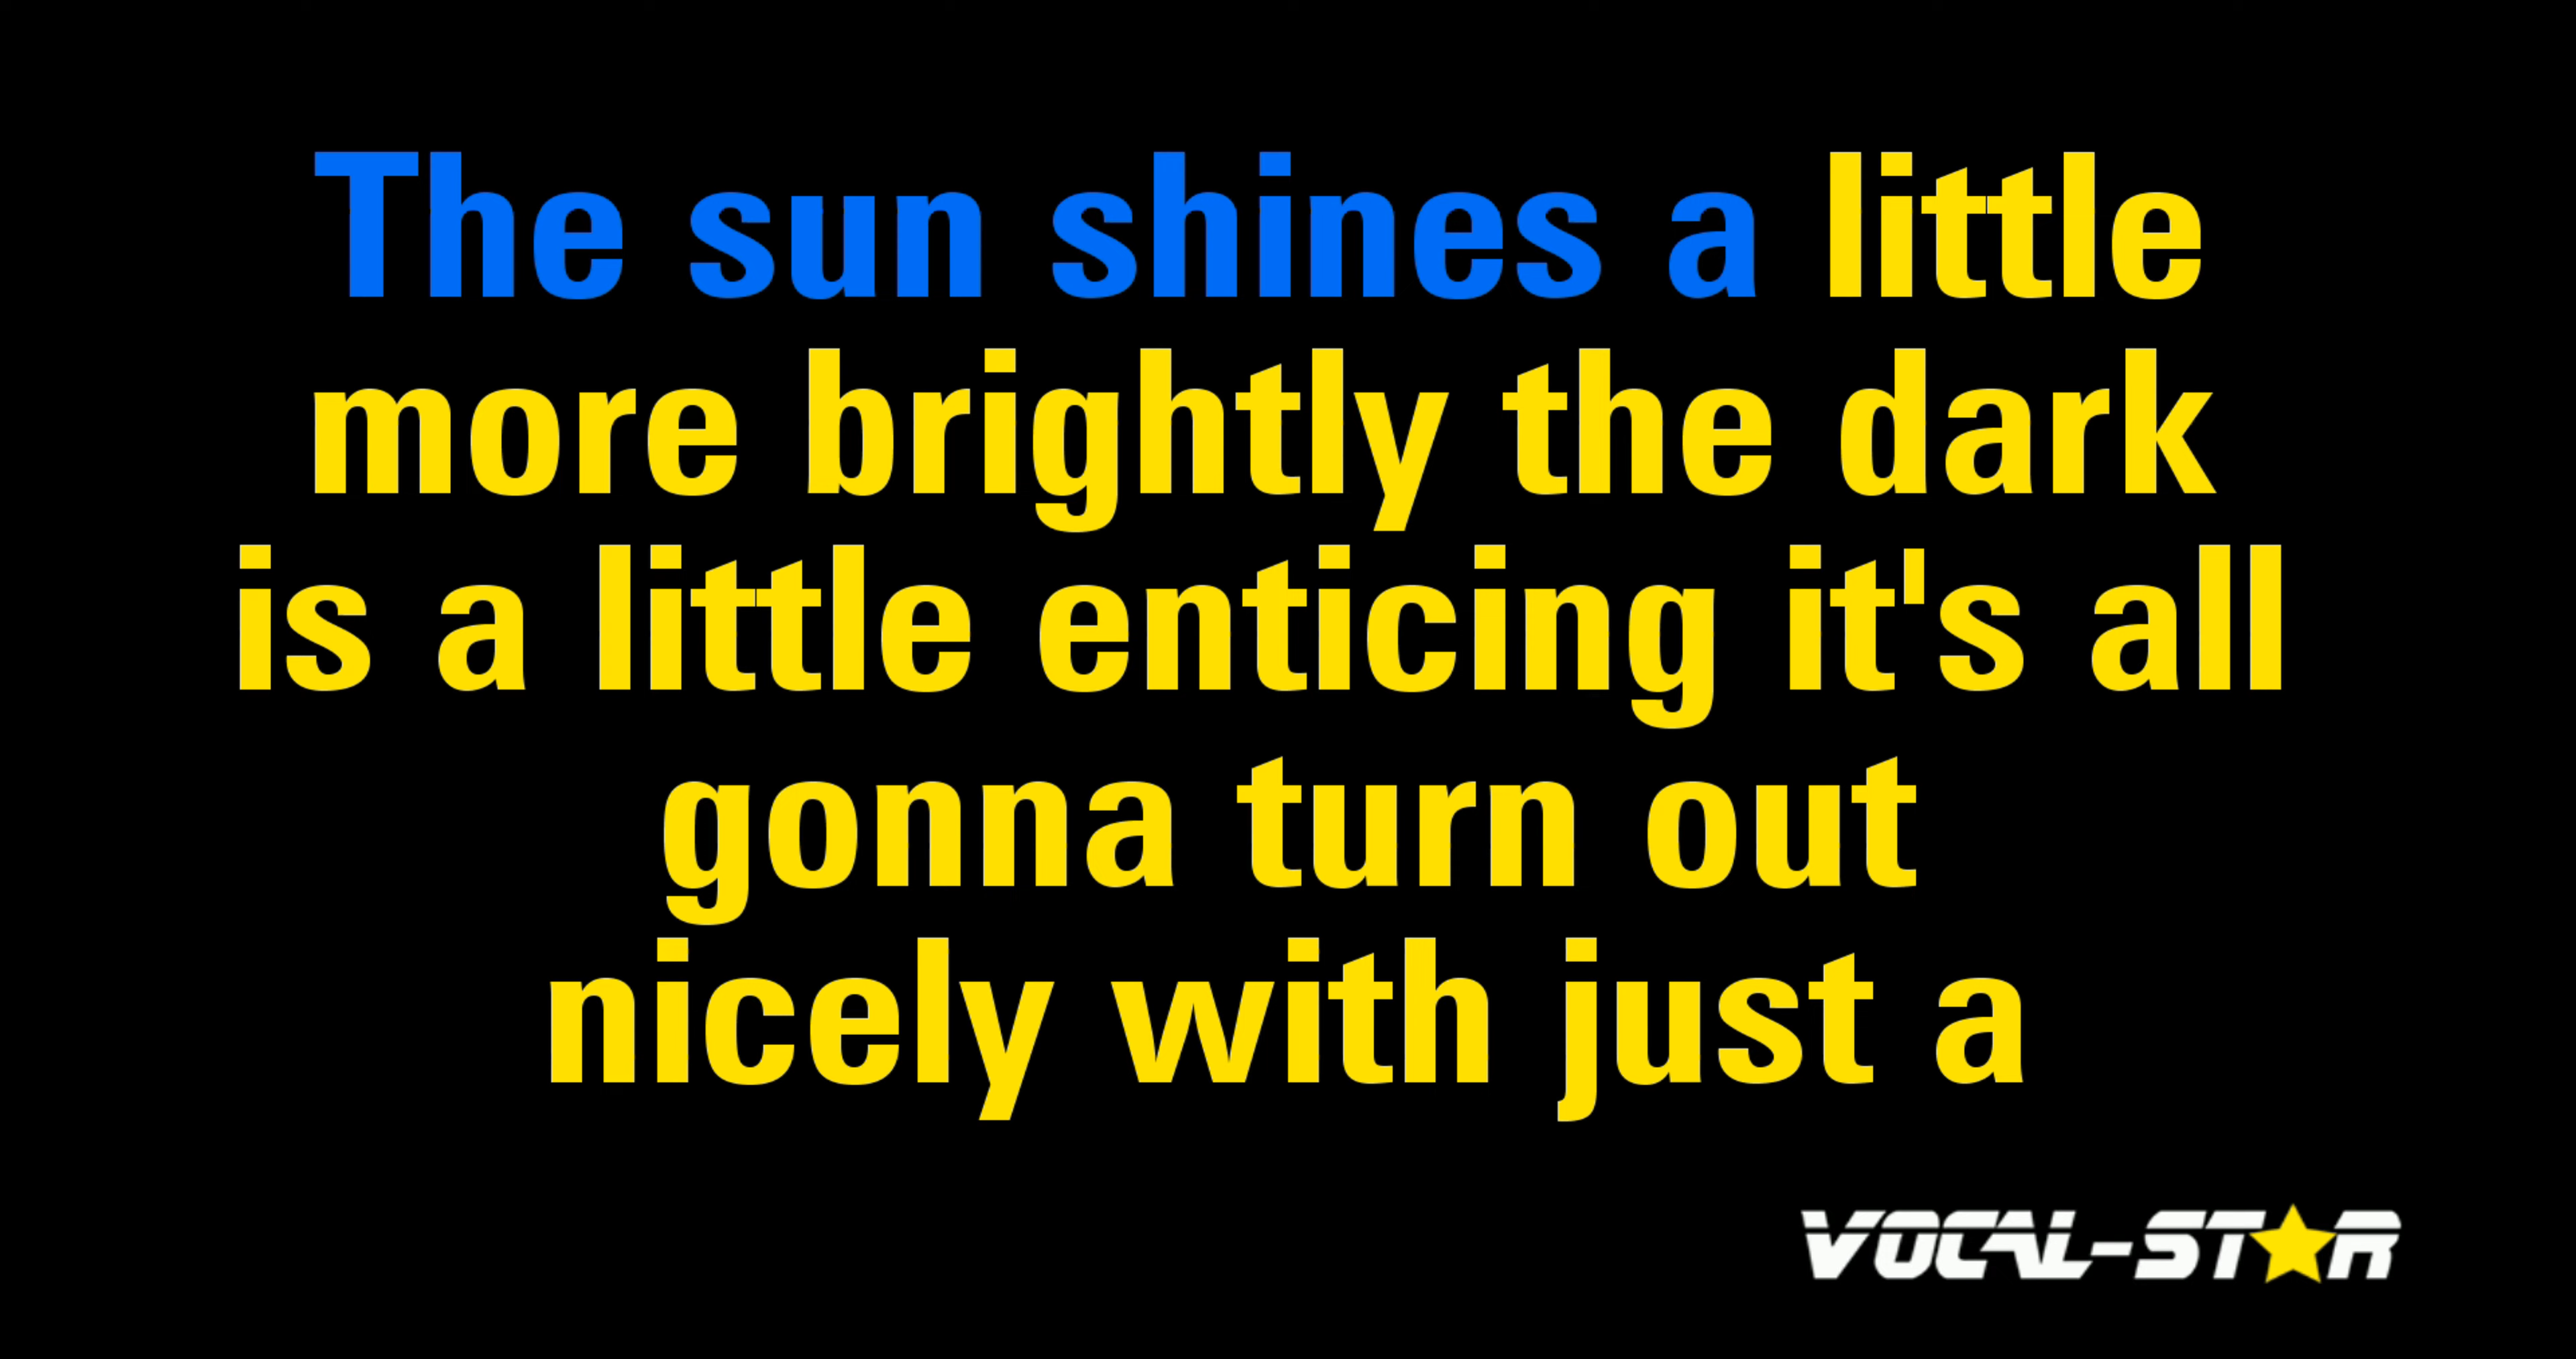 The sun shines a little
more brightly the dark
is a little enticing it's all
gonna turn out
nicely with just a
VOCAL-STAR